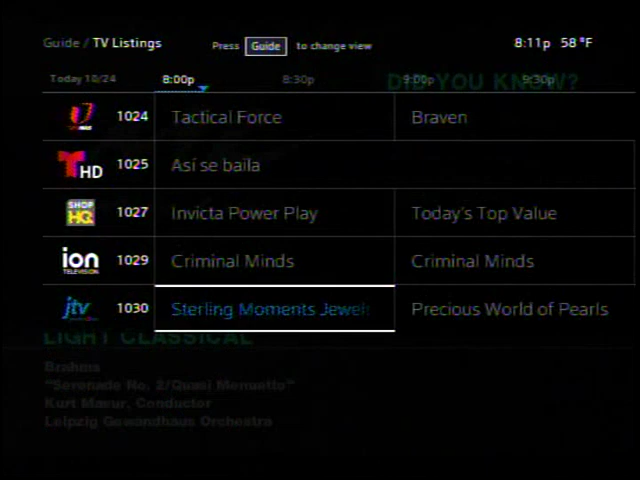 Guide / TV Listings
Press Guide to change view
8:11p 58 °F
Today 10/24
8:00p
8:30p
9:00p
9:30p
DID YOU KNOW?
1024 Tactical Force Braven
HD 1025 Así se baila
SHOP HQ 1027 Invicta Power Play Today's Top Value
ion TELEVISION 1029 Criminal Minds Criminal Minds
jtv 1030 Sterling Moments Jewel Precious World of Pearls
LIGHT CLASSICAL
Brahms
"Serenade No. 2/Quasi Menuetto"
Kurt Masur, Conductor
Leipzig Gewandhaus Orchestra